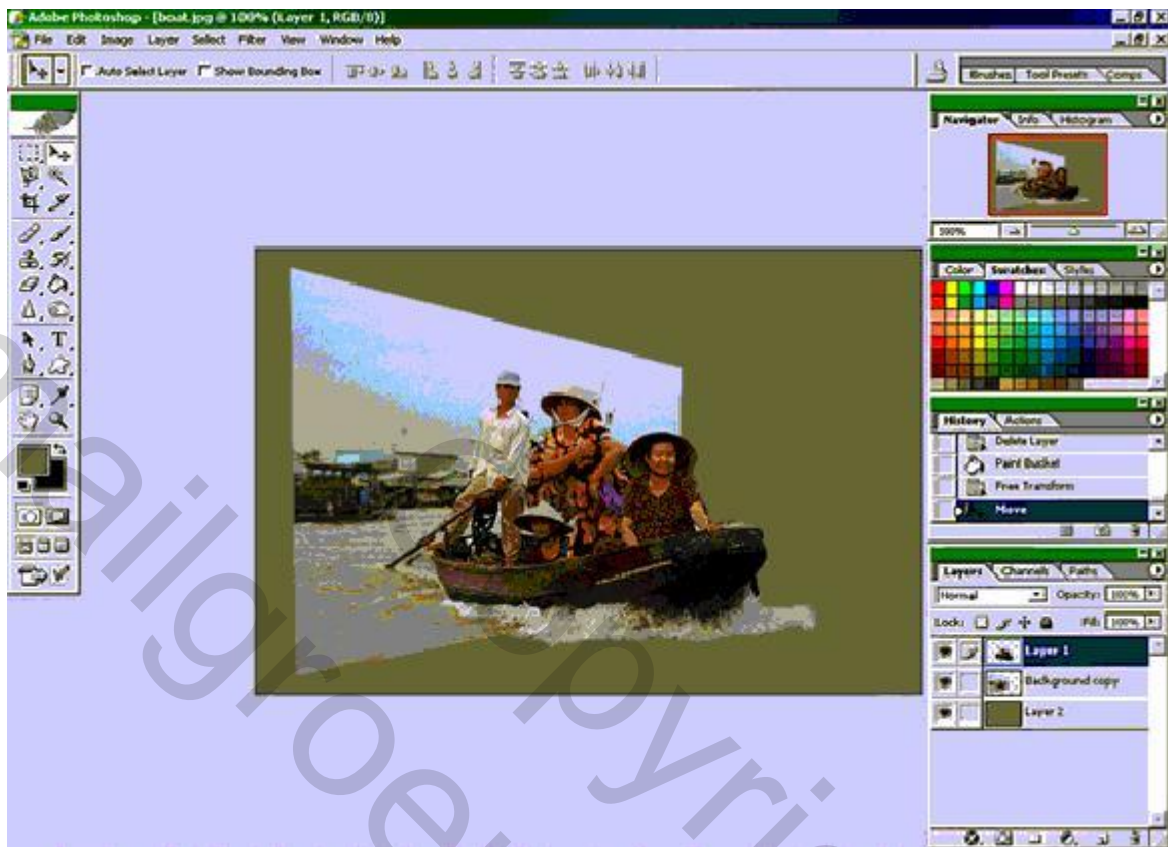 Adobe Photoshop - [boat.jpg @ 100% (Layer 1, RGB/8)]
File Edit Image Layer Select Filter View Window Help
Auto Select Layer Show Bounding Box
Brushes Tool Presets Comps
Navigator Info Histogram
100%
Color Swatches Styles
History Actions
Delete Layer
Paint Bucket
Free Transform
Move
Layers Channels Paths
Normal Opacity: 100%
Lock: Fill: 100%
Layer 1
Background copy
Layer 2